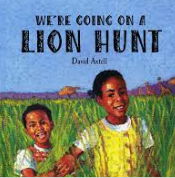 WE'RE GOING ON A
LION HUNT
David Axtell